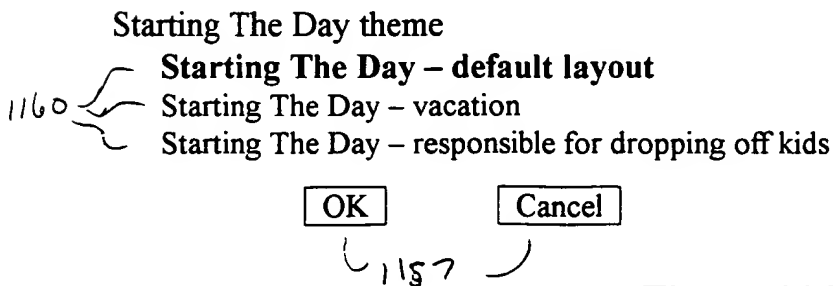 Starting The Day theme
Starting The Day – default layout
1160
Starting The Day – vacation
Starting The Day – responsible for dropping off kids
OK Cancel
1157